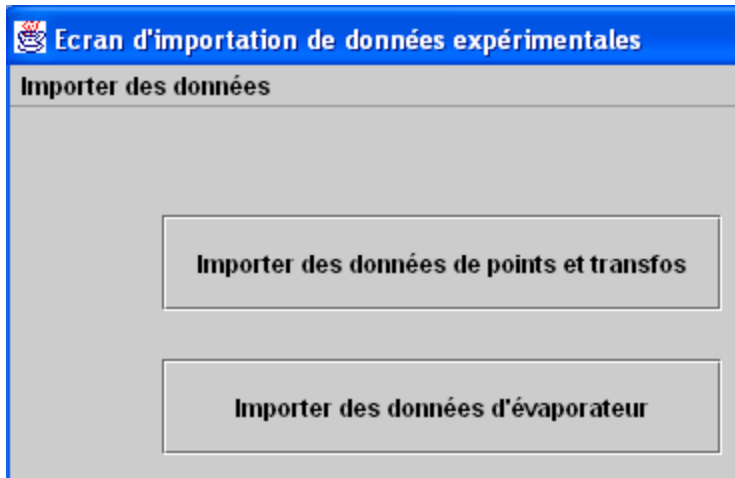 Ecran d'importation de données expérimentales
Importer des données
Importer des données de points et transfos
Importer des données d'évaporateur